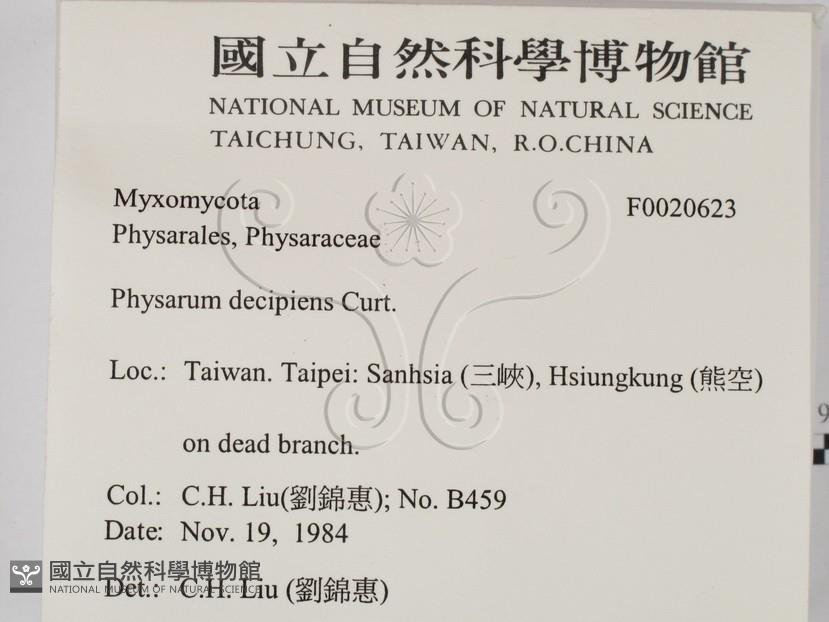 國立自然科學博物館
NATIONAL MUSEUM OF NATURAL SCIENCE
TAICHUNG, TAIWAN, R.O.CHINA
Myxomycota F0020623
Physarales, Physaraceae
Physarum decipiens Curt.
Loc.: Taiwan. Taipei: Sanhsia (三峽), Hsiungkung (熊空)
on dead branch.
Col.: C.H. Liu(劉錦惠); No. B459
Date: Nov. 19, 1984
Det.: C.H. Liu (劉錦惠)
國立自然科學博物館
NATIONAL MUSEUM OF NATURAL SCIENCE
9